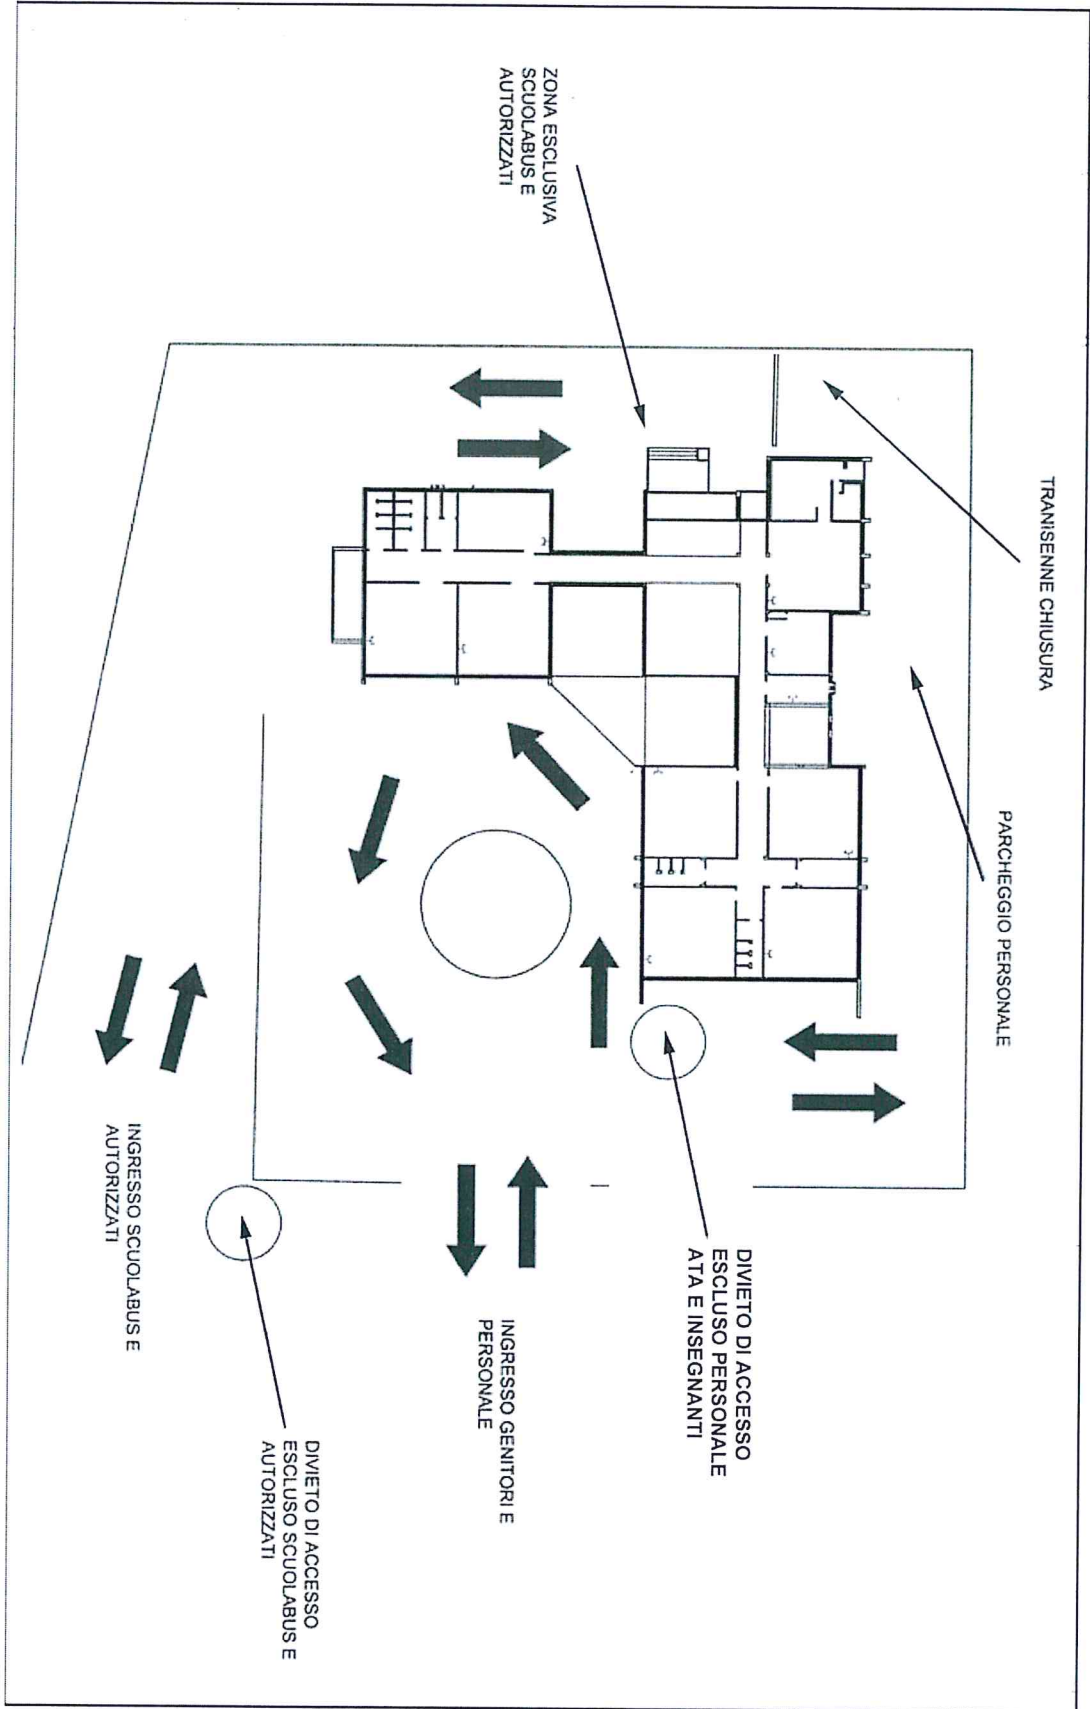 TRANISENNE CHIUSURA
PARCHEGGIO PERSONALE
ZONA ESCLUSIVA
SCUOLABUS E
AUTORIZZATI
DIVIETO DI ACCESSO
ESCLUSO PERSONALE
ATA E INSEGNANTI
INGRESSO GENITORI E
PERSONALE
DIVIETO DI ACCESSO
ESCLUSO SCUOLABUS E
AUTORIZZATI
INGRESSO SCUOLABUS E
AUTORIZZATI